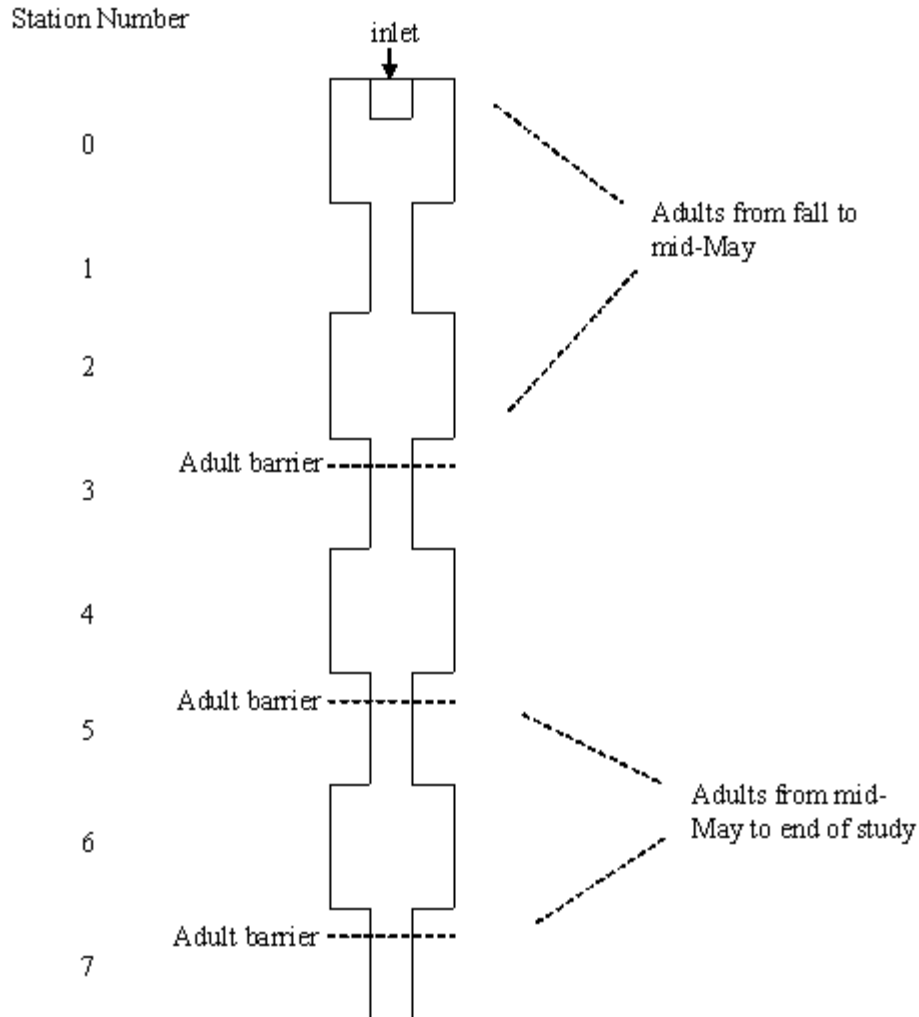 Station Number
inlet
0
Adults from fall to
mid-May
1
2
Adult barrier
3
4
Adult barrier
5
Adults from mid-
May to end of study
6
Adult barrier
7